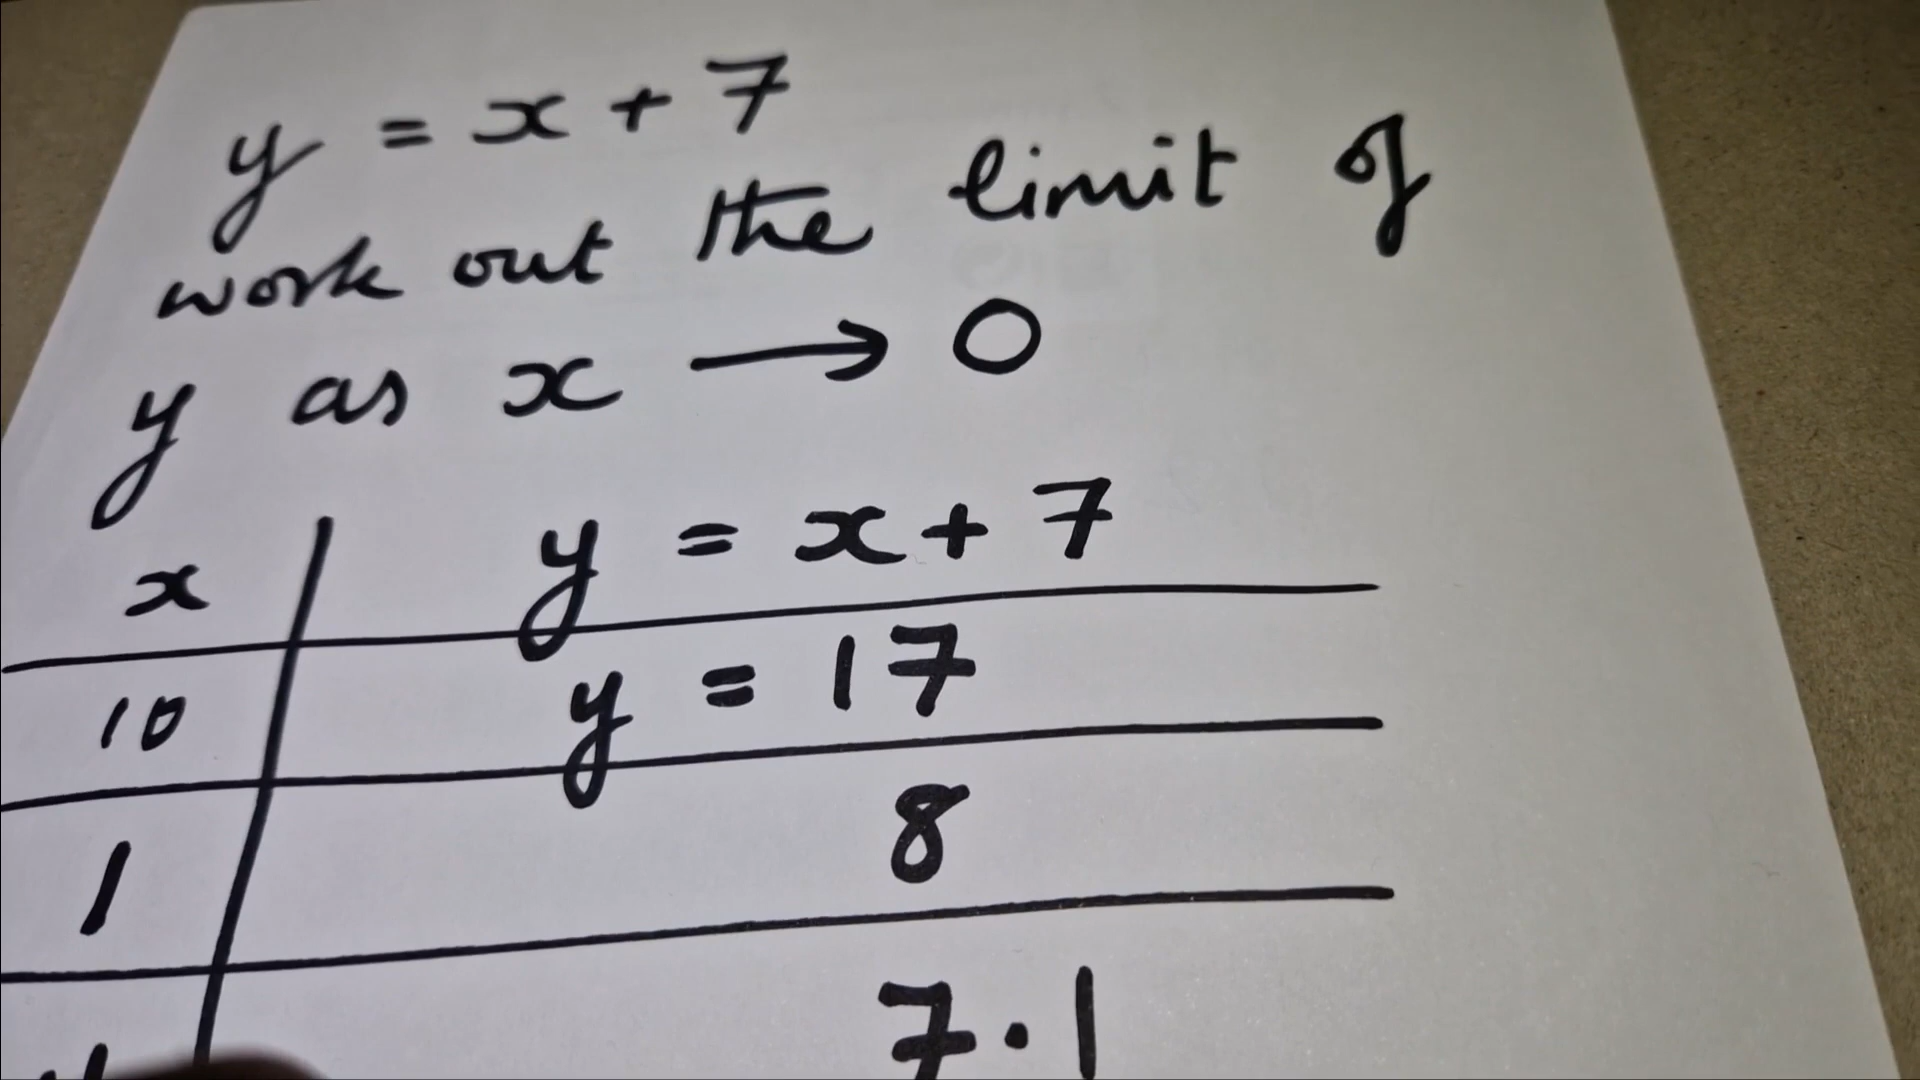 y = x + 7
work out the limit of
y as x → 0
x | y = x + 7
10 | y = 17
1 | 8
7.1